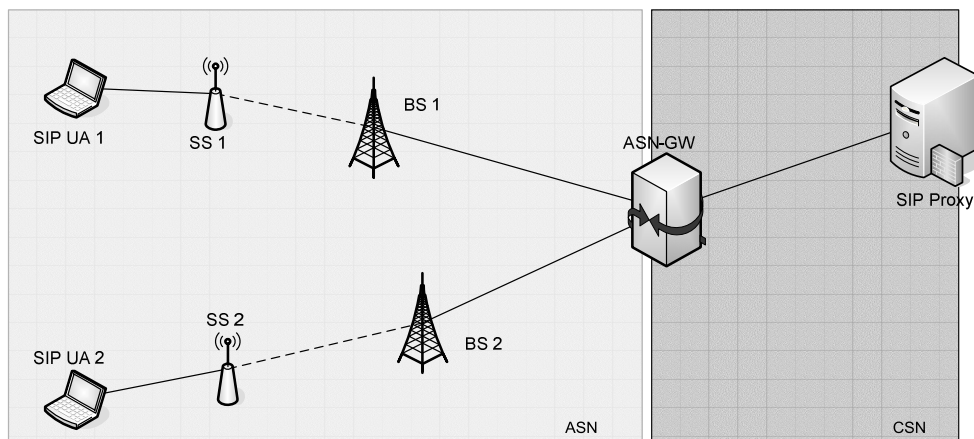 SIP UA 1
SS 1
BS 1
ASN-GW
SIP Proxy
SS 2
BS 2
SIP UA 2
ASN
CSN